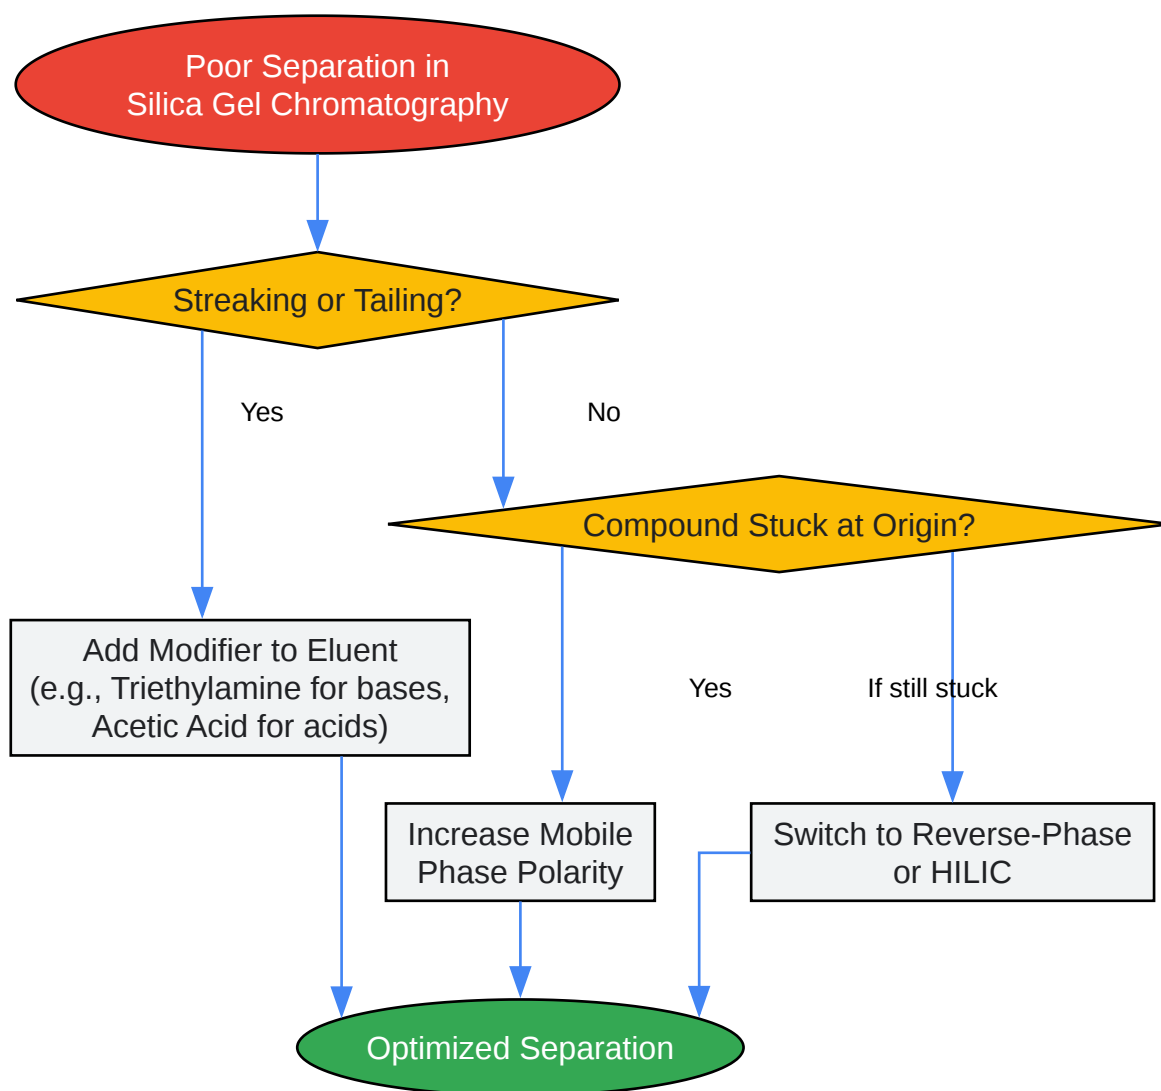 Poor Separation in
Silica Gel Chromatography
Streaking or Tailing?
Yes
No
Compound Stuck at Origin?
Add Modifier to Eluent
(e.g., Triethylamine for bases,
Acetic Acid for acids)
Yes
If still stuck
Increase Mobile
Phase Polarity
Switch to Reverse-Phase
or HILIC
Optimized Separation